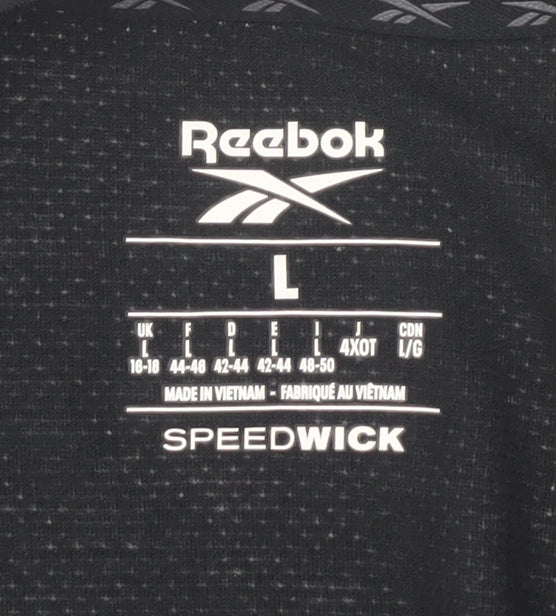 Reebok
L
UK F D E I J CDN
L L L L L 4XOT L/G
16-18 44-46 42-44 42-44 48-50
MADE IN VIETNAM - FABRIQUÉ AU VIÊTNAM
SPEEDWICK